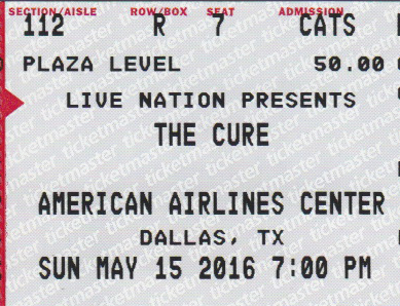 SECTION/AISLE ROW/BOX SEAT ADMISSION
112 R 7 CATS
PLAZA LEVEL 50.00
LIVE NATION PRESENTS
THE CURE
AMERICAN AIRLINES CENTER
DALLAS, TX
SUN MAY 15 2016 7:00 PM
ticketmaster